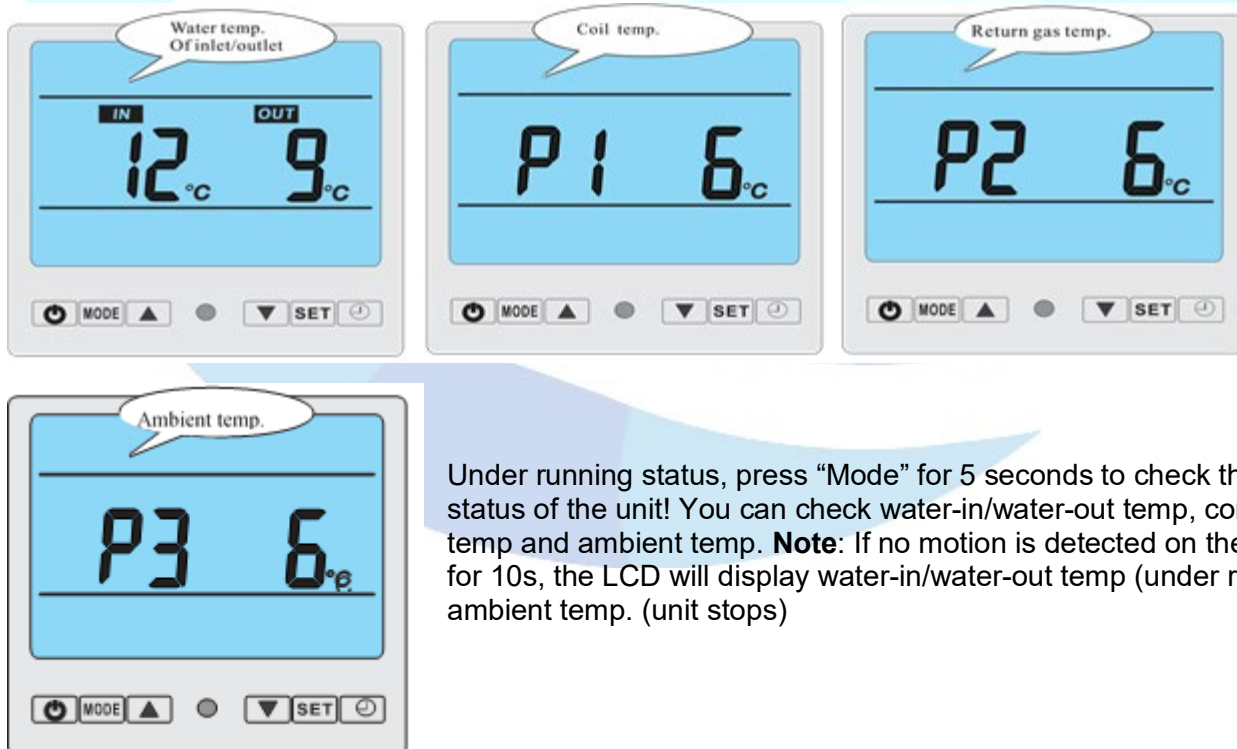 Water temp.
Of inlet/outlet
IN OUT
12 °C 9 °C
MODE SET
Coil temp.
P1 6 °C
MODE SET
Return gas temp.
P2 6 °C
MODE SET
Ambient temp.
P3 6 °C
MODE SET
Under running status, press “Mode” for 5 seconds to check
status of the unit! You can check water-in/water-out temp,
temp and ambient temp. Note: If no motion is detected on the
for 10s, the LCD will display water-in/water-out temp (under
ambient temp. (unit stops)